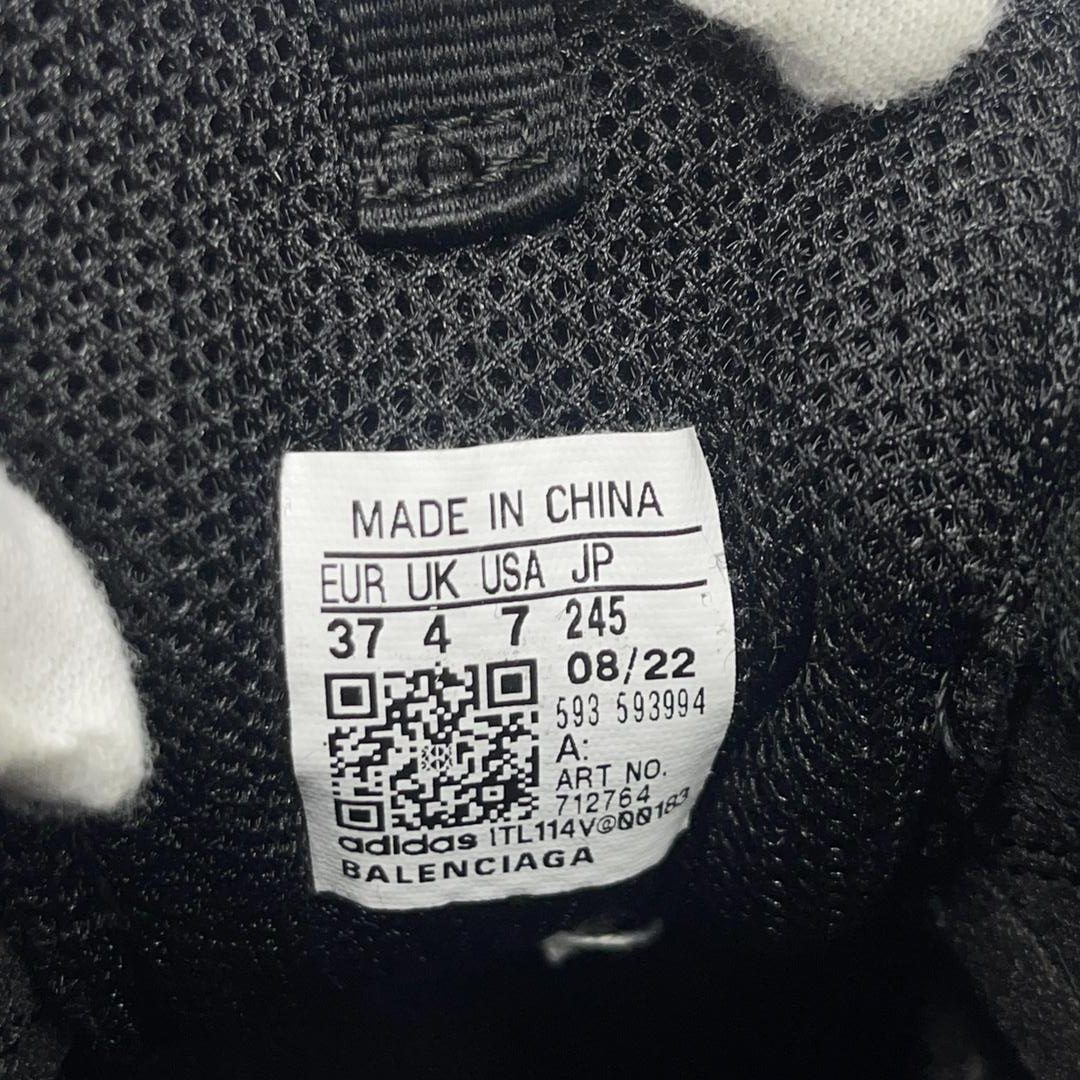 MADE IN CHINA
EUR UK USA JP
37 4 7 245
08/22
593 593994
A:
ART NO.
712764
adidas 1TL114V@00183
BALENCIAGA